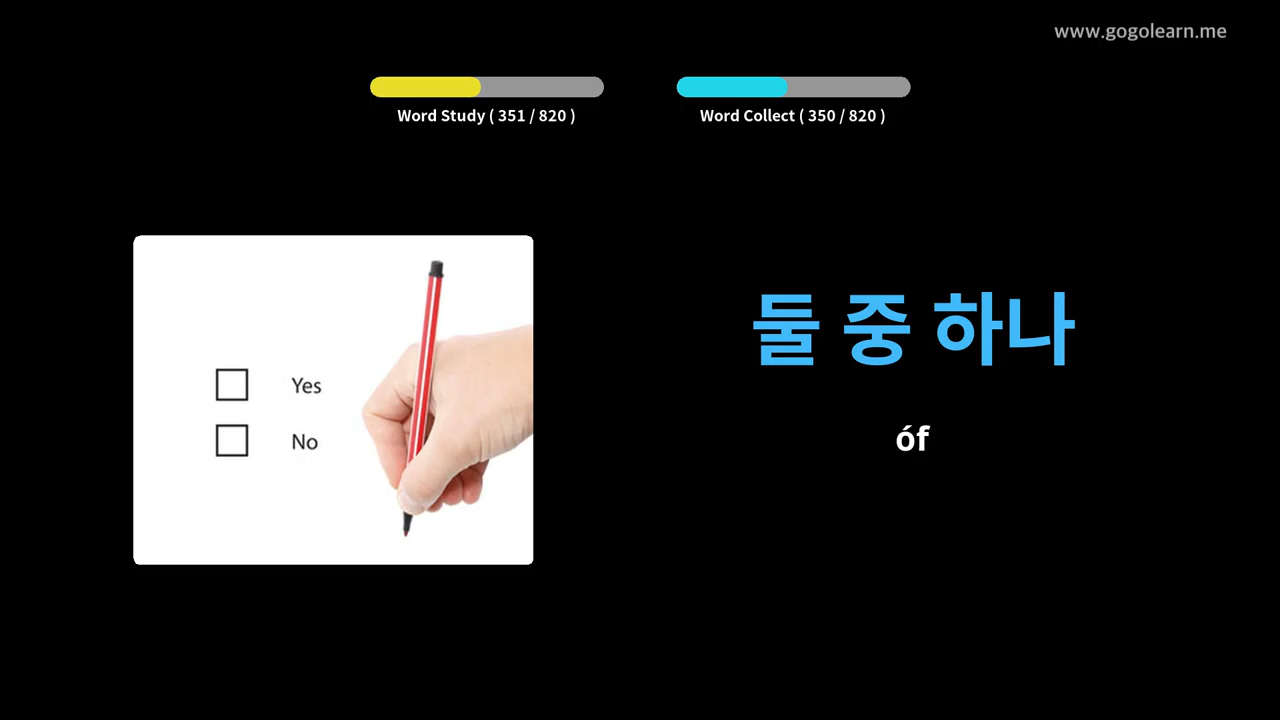 www.gogolearn.me
Word Study ( 351 / 820 )
Word Collect ( 350 / 820 )
Yes
No
둘 중 하나
óf